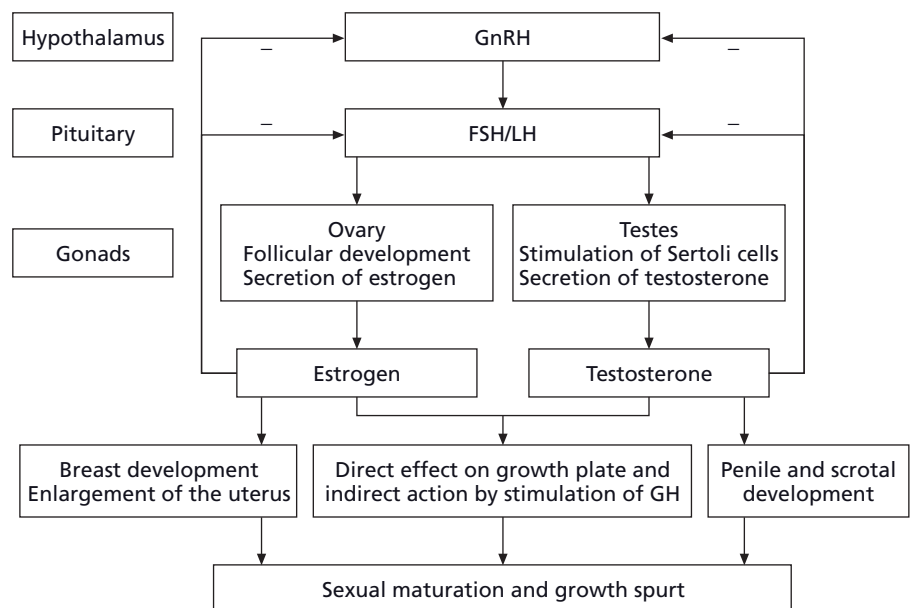 Hypothalamus
GnRH
–
–
Pituitary
FSH/LH
–
–
Gonads
Ovary
Follicular development
Secretion of estrogen
Testes
Stimulation of Sertoli cells
Secretion of testosterone
Estrogen
Testosterone
Breast development
Enlargement of the uterus
Direct effect on growth plate and
indirect action by stimulation of GH
Penile and scrotal
development
Sexual maturation and growth spurt